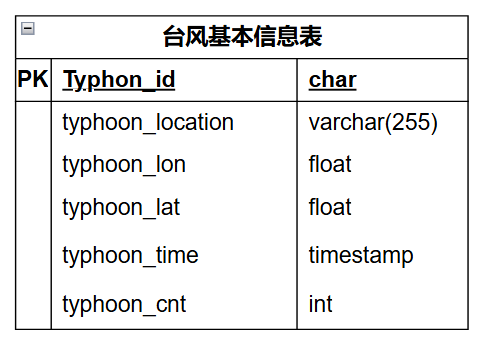 台风基本信息表
PK Typhon_id char
typhoon_location varchar(255)
typhoon_lon float
typhoon_lat float
typhoon_time timestamp
typhoon_cnt int